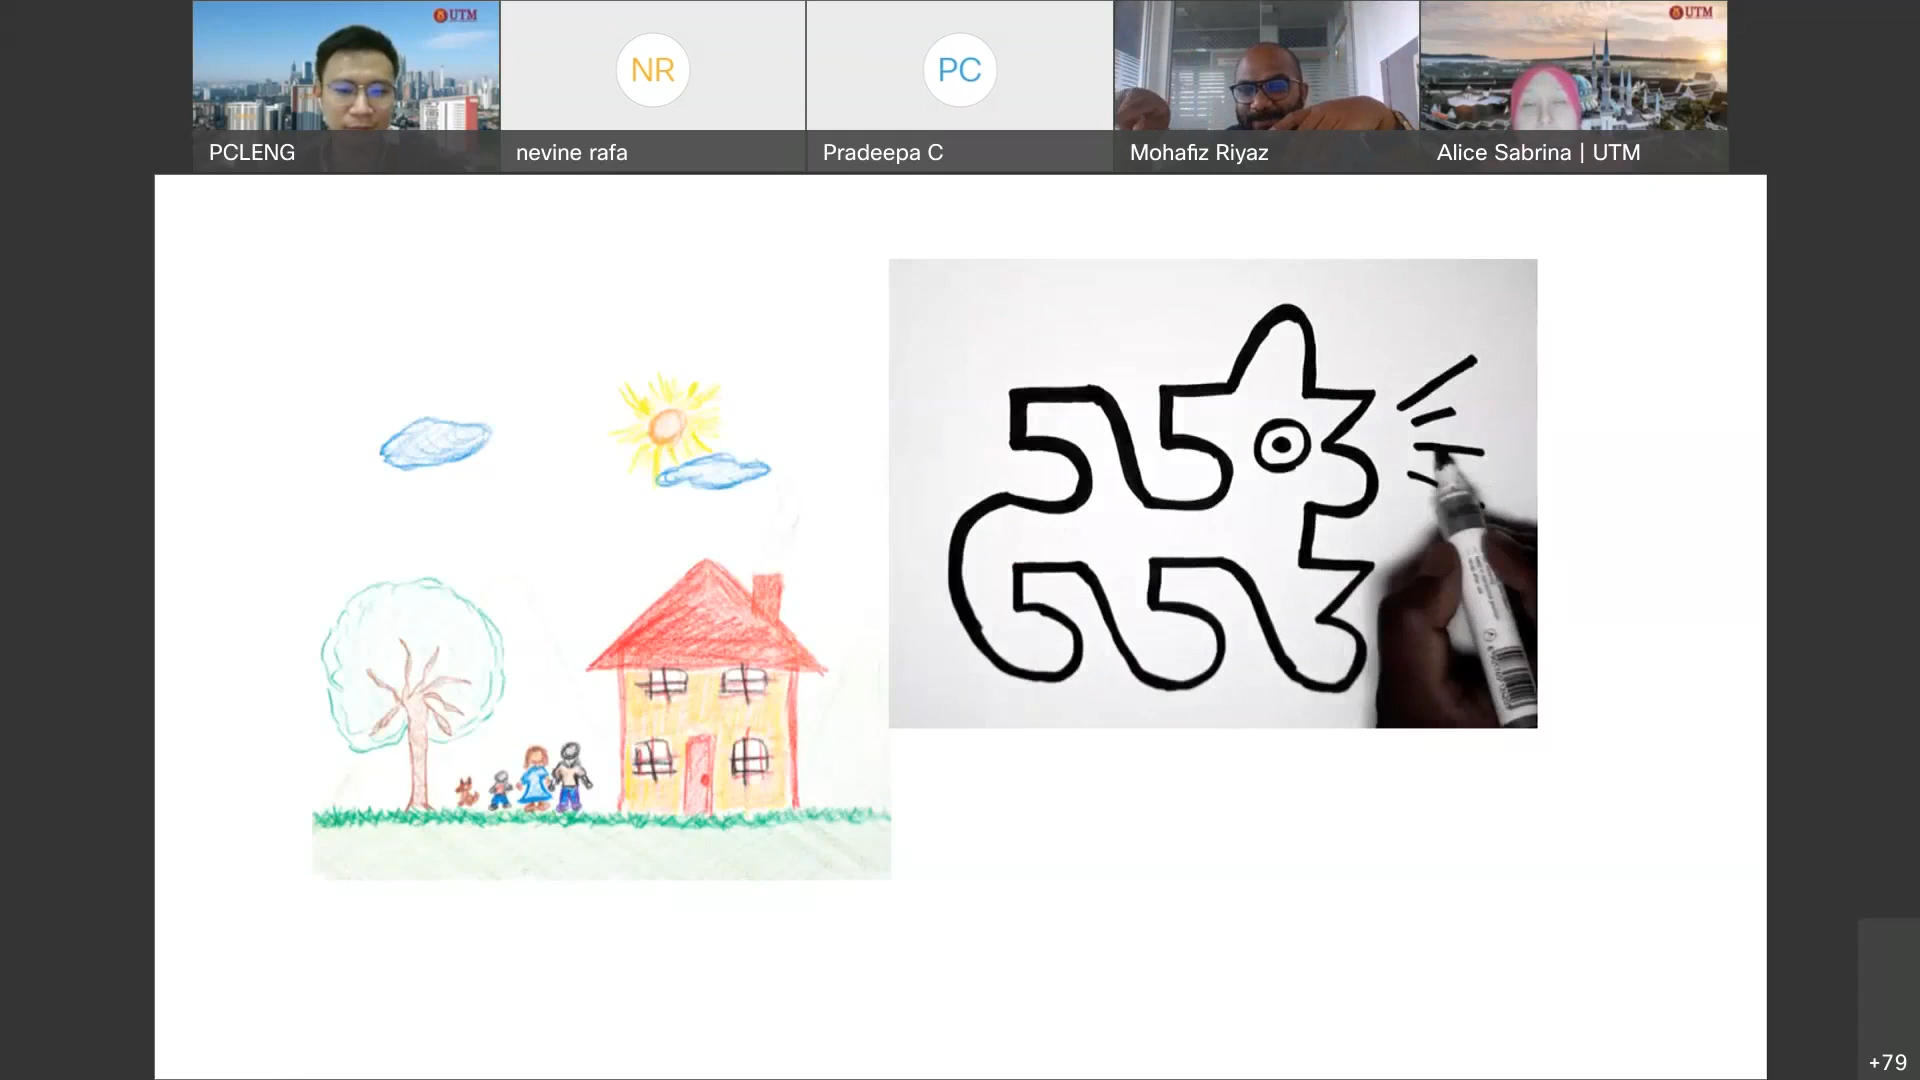 UTM
NR
PC
UTM
PCLENG
nevine rafa
Pradeepa C
Mohafiz Riyaz
Alice Sabrina | UTM
+79